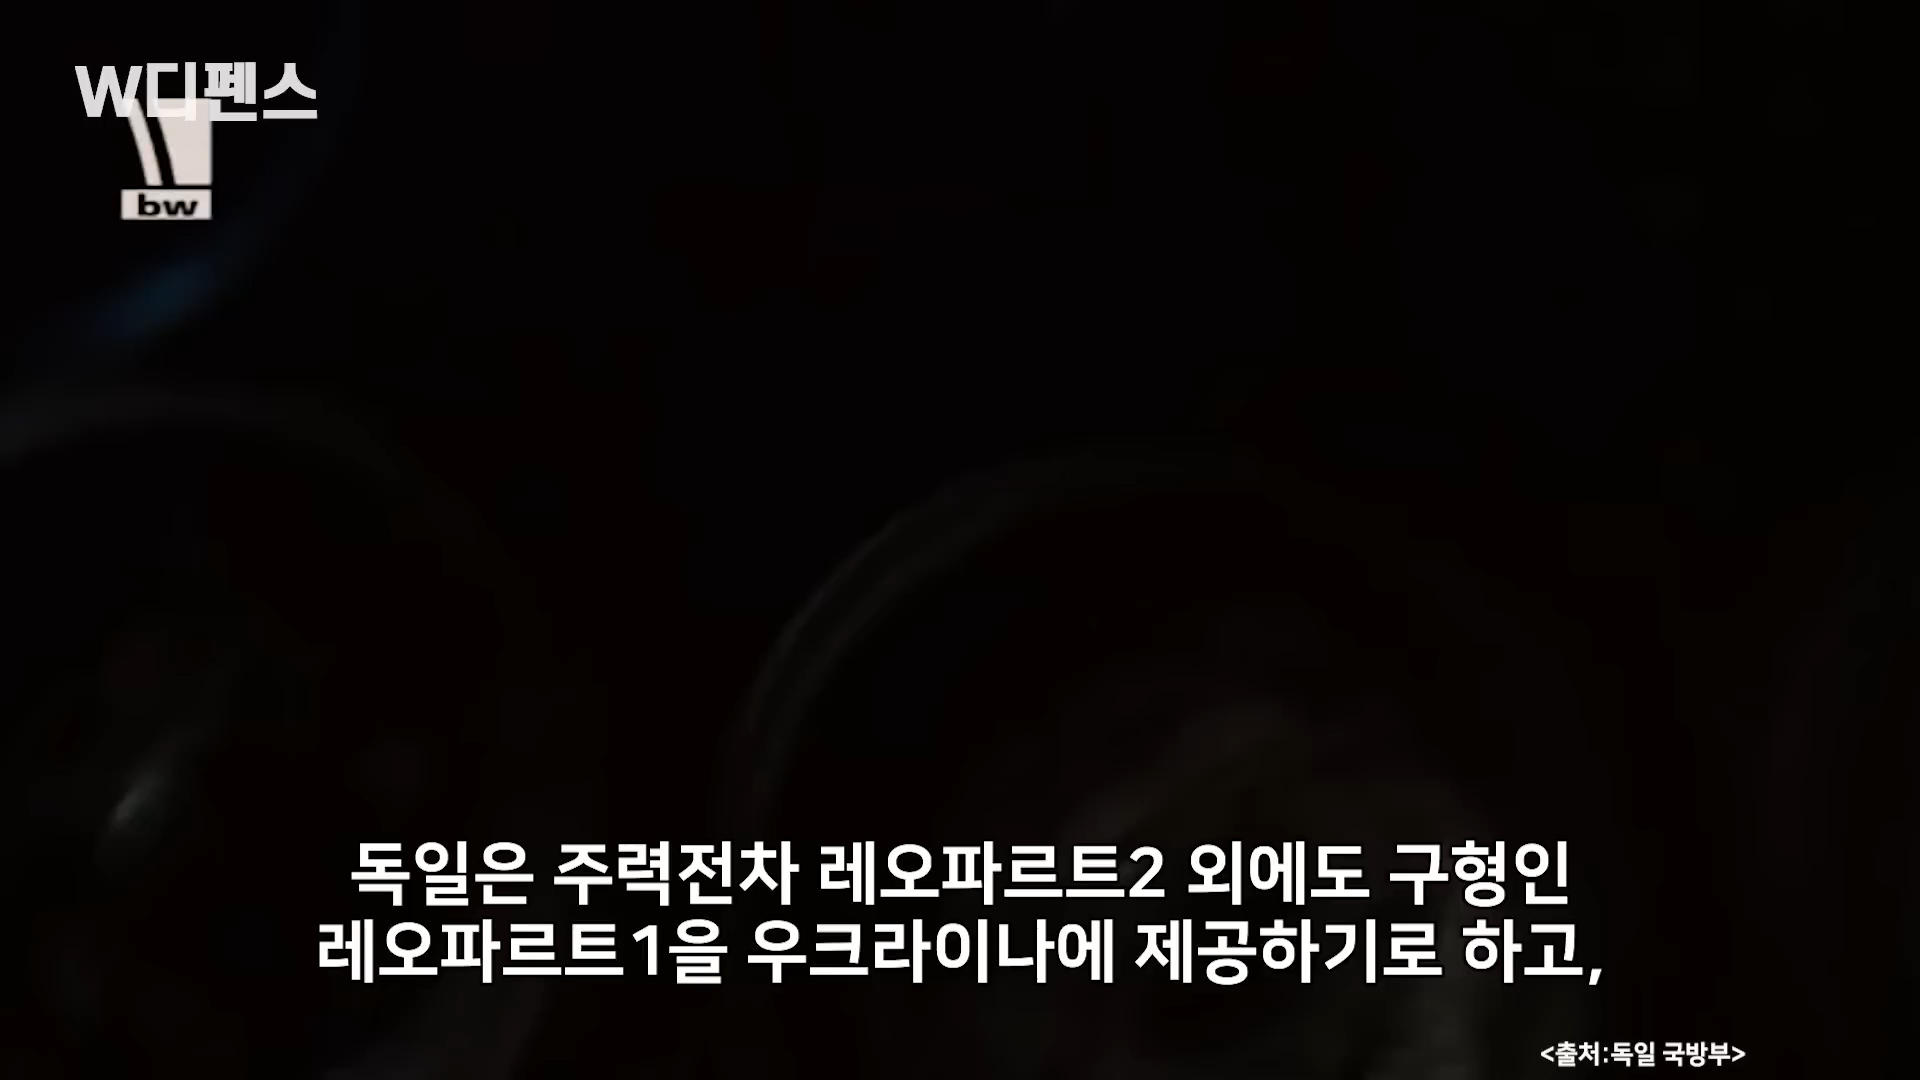 W디펜스
bw
독일은 주력전차 레오파르트2 외에도 구형인
레오파르트1을 우크라이나에 제공하기로 하고,
<출처:독일 국방부>